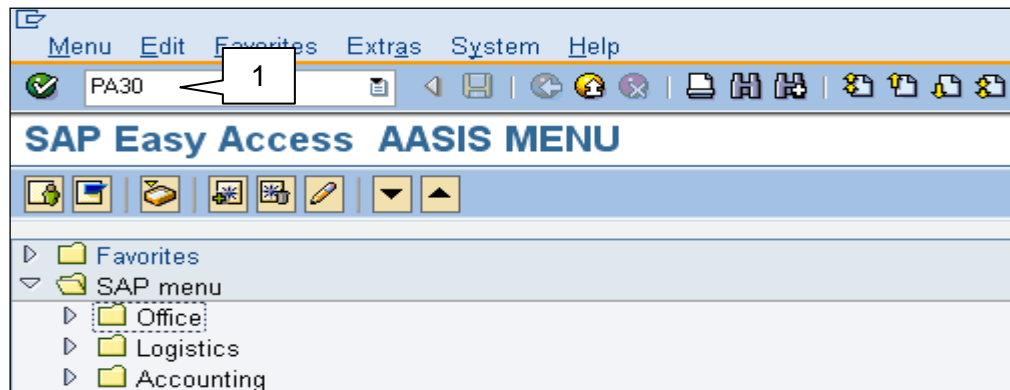 Menu Edit Favorites Extras System Help
PA30 1
SAP Easy Access AASIS MENU
Favorites
SAP menu
Office
Logistics
Accounting